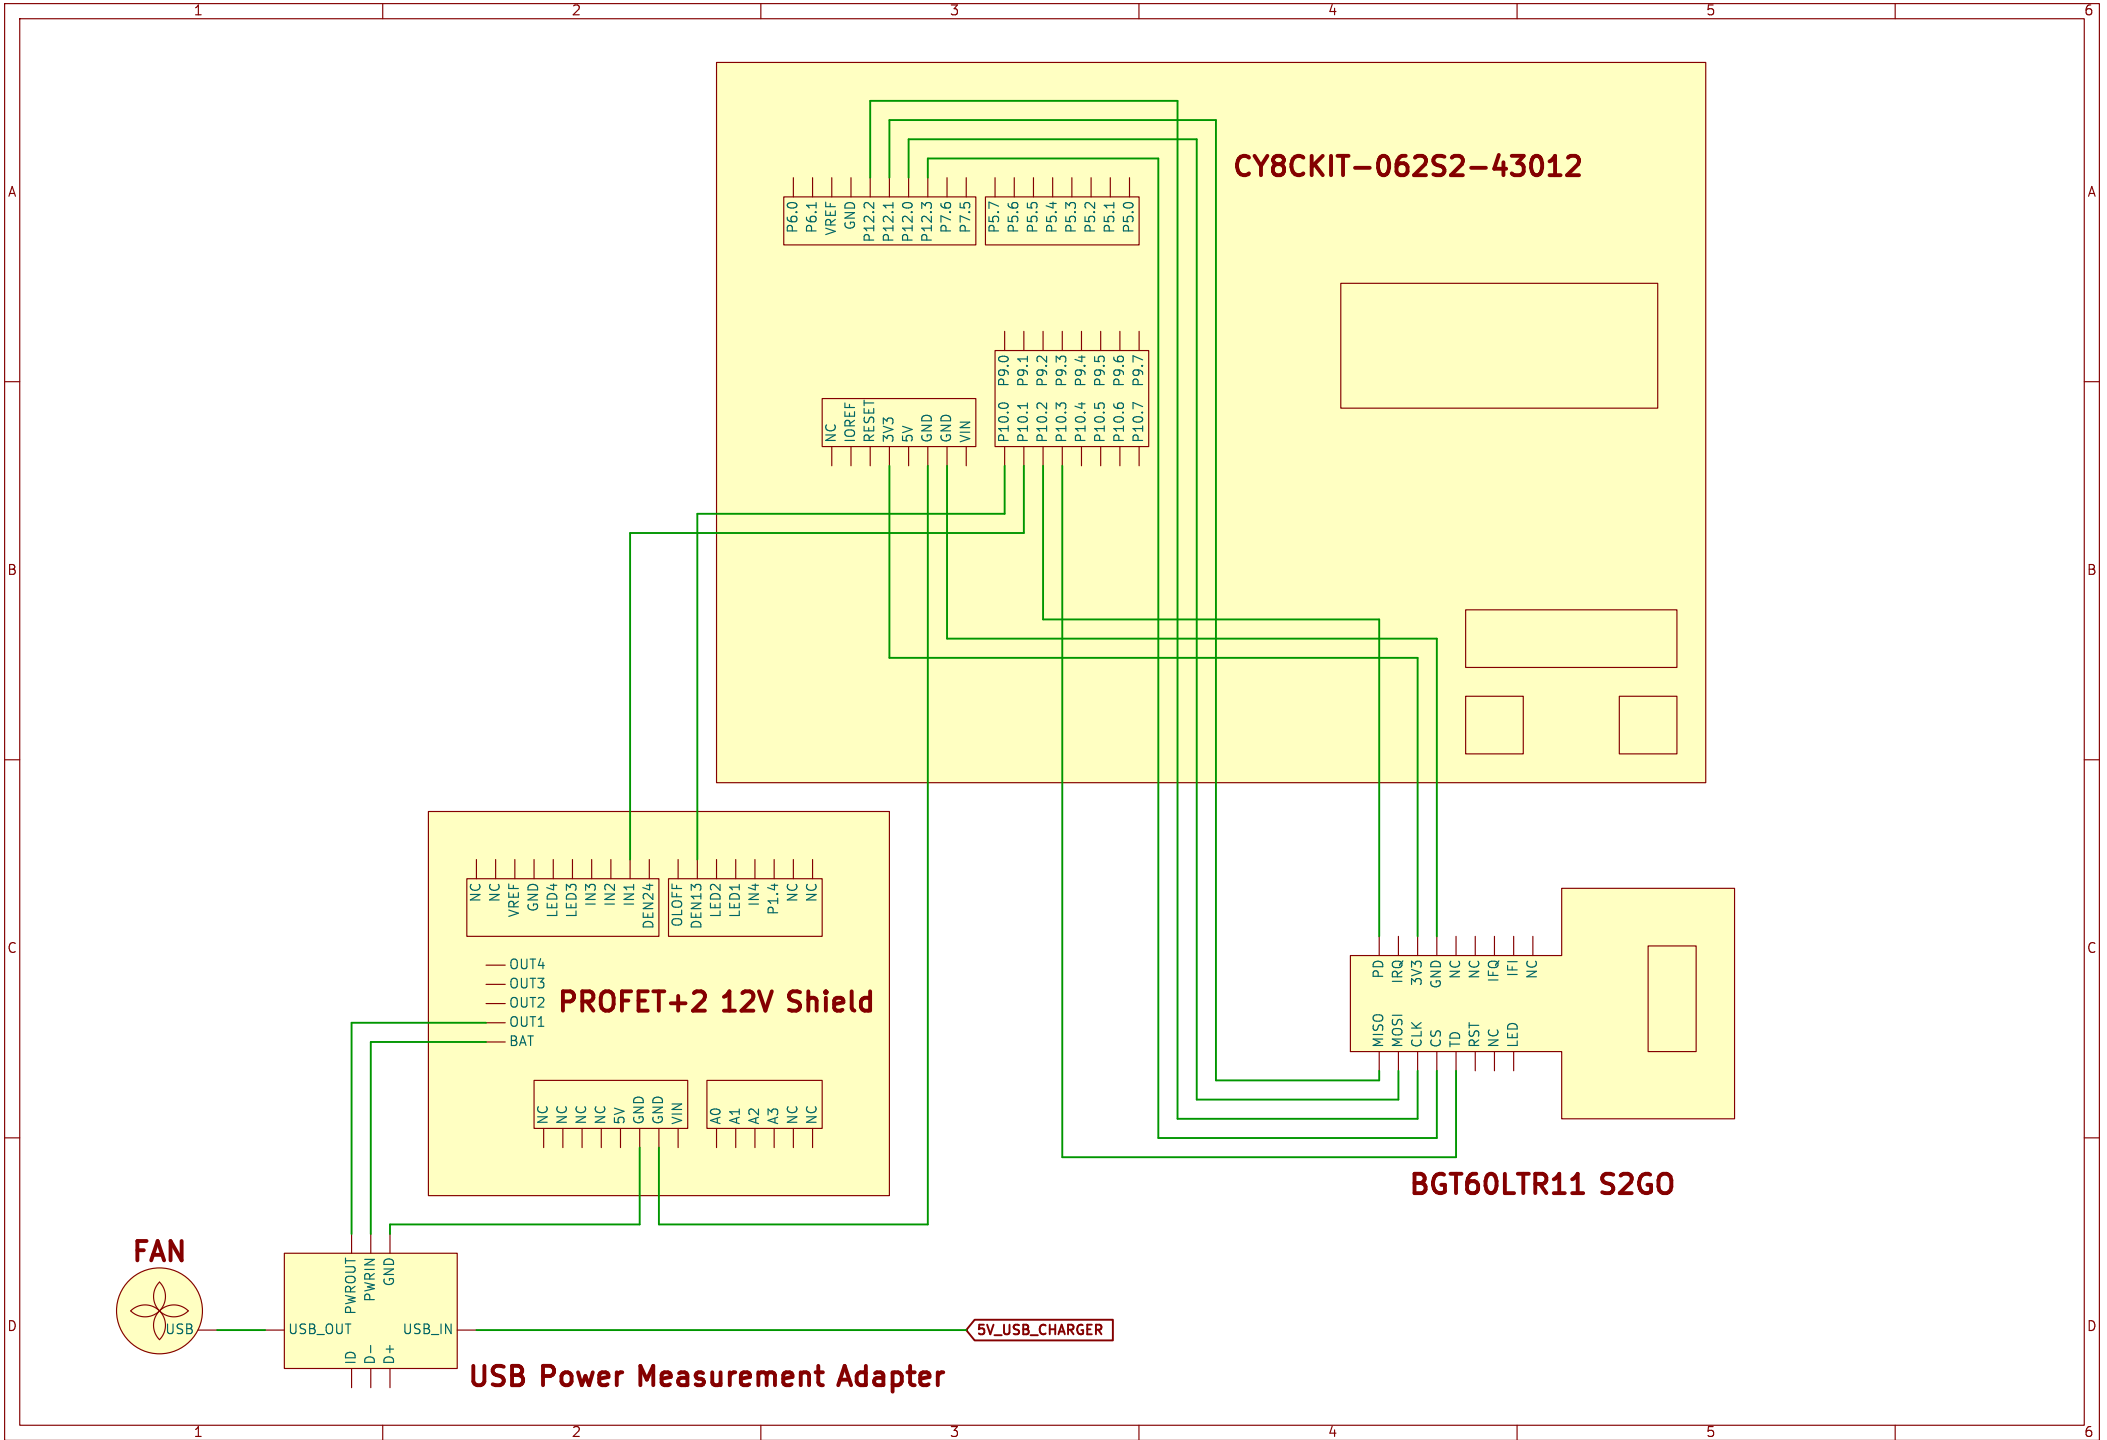 1 2 3 4 5 6
A
A
CY8CKIT-062S2-43012
P6.0 P6.1 VREF GND P12.2 P12.1 P12.0 P12.3 P7.6 P7.5
P5.7 P5.6 P5.5 P5.4 P5.3 P5.2 P5.1 P5.0
P9.0 P9.1 P9.2 P9.3 P9.4 P9.5 P9.6 P9.7
NC IOREF RESET 3V3 5V GND GND VIN
P10.0 P10.1 P10.2 P10.3 P10.4 P10.5 P10.6 P10.7
B
B
NC NC VREF GND LED4 LED3 IN3 IN2 IN1 DEN24
OLOFF DEN13 LED2 LED1 IN4 P1.4 NC NC
C
C
OUT4
OUT3
OUT2
OUT1
BAT
PROFET+2 12V Shield
PD IRQ 3V3 GND NC NC IFQ IFI NC
MISO MOSI CLK CS TD RST NC LED
NC NC NC NC 5V GND GND VIN
A0 A1 A2 A3 NC NC
BGT60LTR11 S2GO
FAN
PWROUT PWRIN GND
D
D
USB
USB_OUT
USB_IN
5V_USB_CHARGER
ID D- D+
USB Power Measurement Adapter
1 2 3 4 5 6